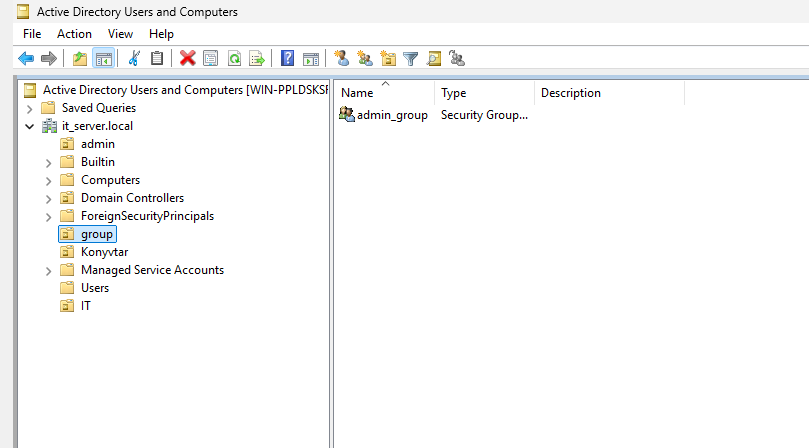 Active Directory Users and Computers
File Action View Help
Active Directory Users and Computers [WIN-PPLDSKSF
Saved Queries
it_server.local
admin
Builtin
Computers
Domain Controllers
ForeignSecurityPrincipals
group
Konyvtar
Managed Service Accounts
Users
IT
Name Type Description
admin_group Security Group...